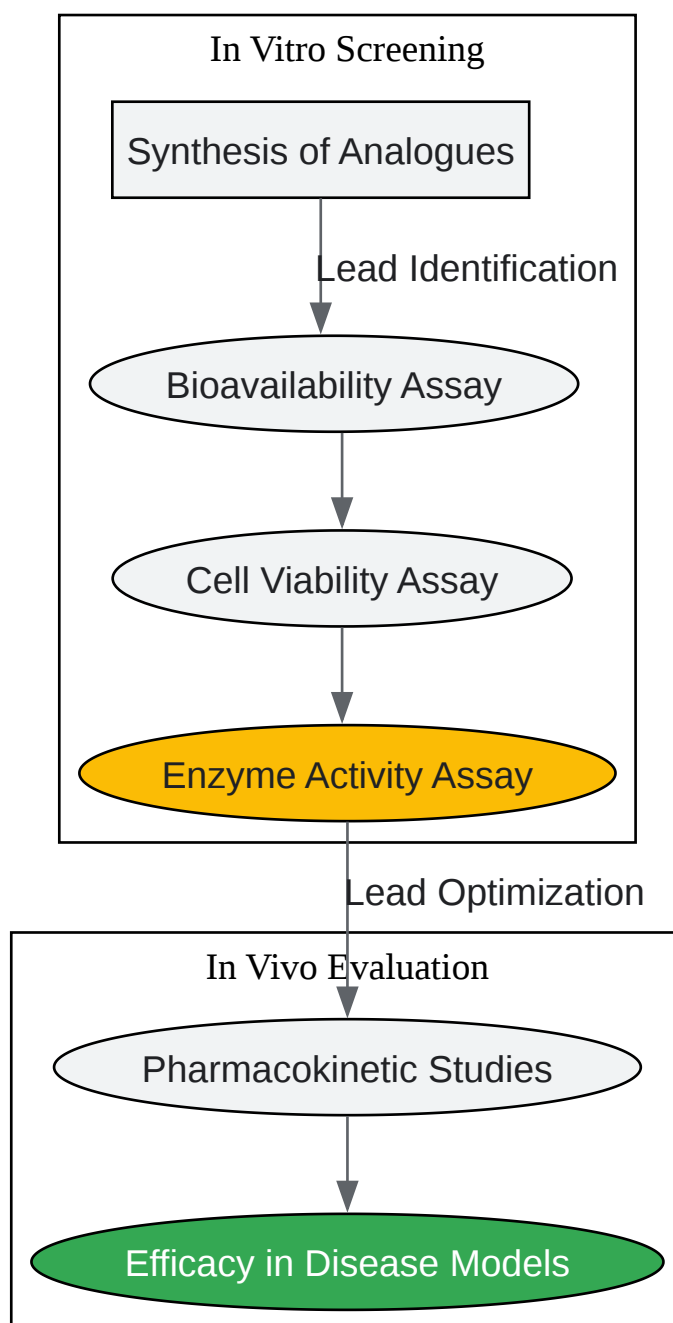 In Vitro Screening
Synthesis of Analogues
Lead Identification
Bioavailability Assay
Cell Viability Assay
Enzyme Activity Assay
Lead Optimization
In Vivo Evaluation
Pharmacokinetic Studies
Efficacy in Disease Models